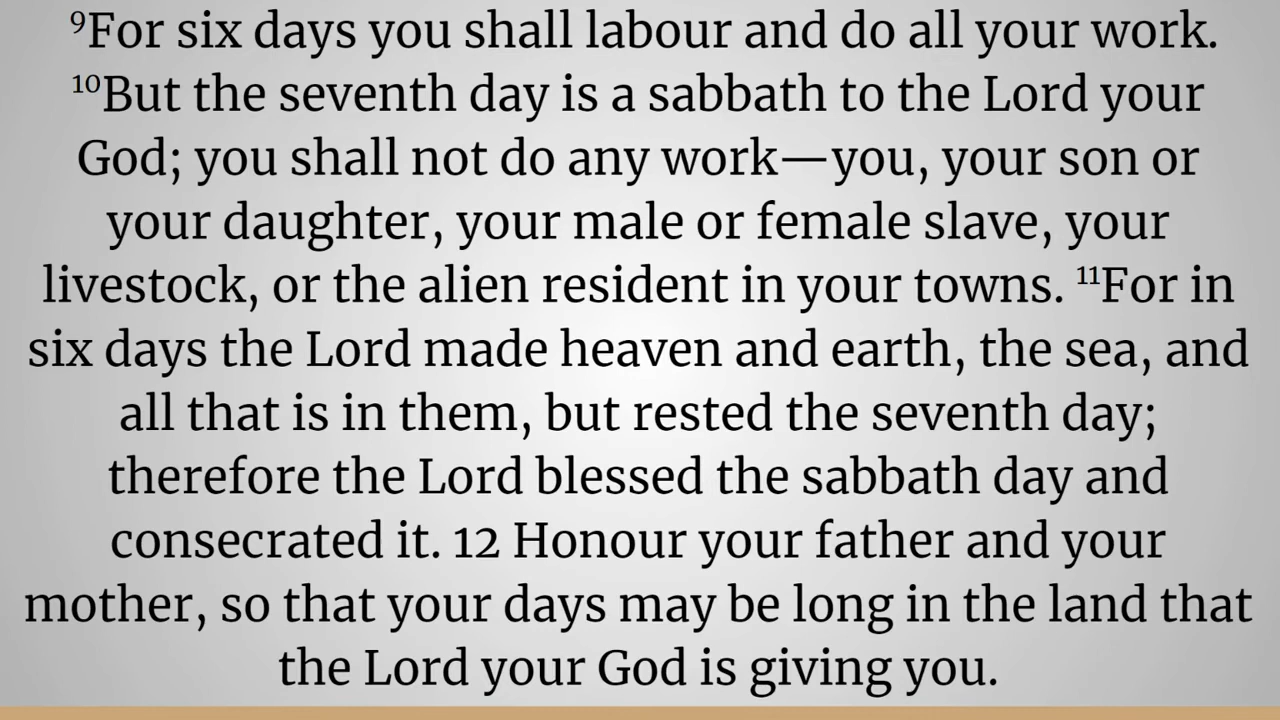 ⁹For six days you shall labour and do all your work.
¹⁰But the seventh day is a sabbath to the Lord your
God; you shall not do any work—you, your son or
your daughter, your male or female slave, your
livestock, or the alien resident in your towns. ¹¹For in
six days the Lord made heaven and earth, the sea, and
all that is in them, but rested the seventh day;
therefore the Lord blessed the sabbath day and
consecrated it. 12 Honour your father and your
mother, so that your days may be long in the land that
the Lord your God is giving you.